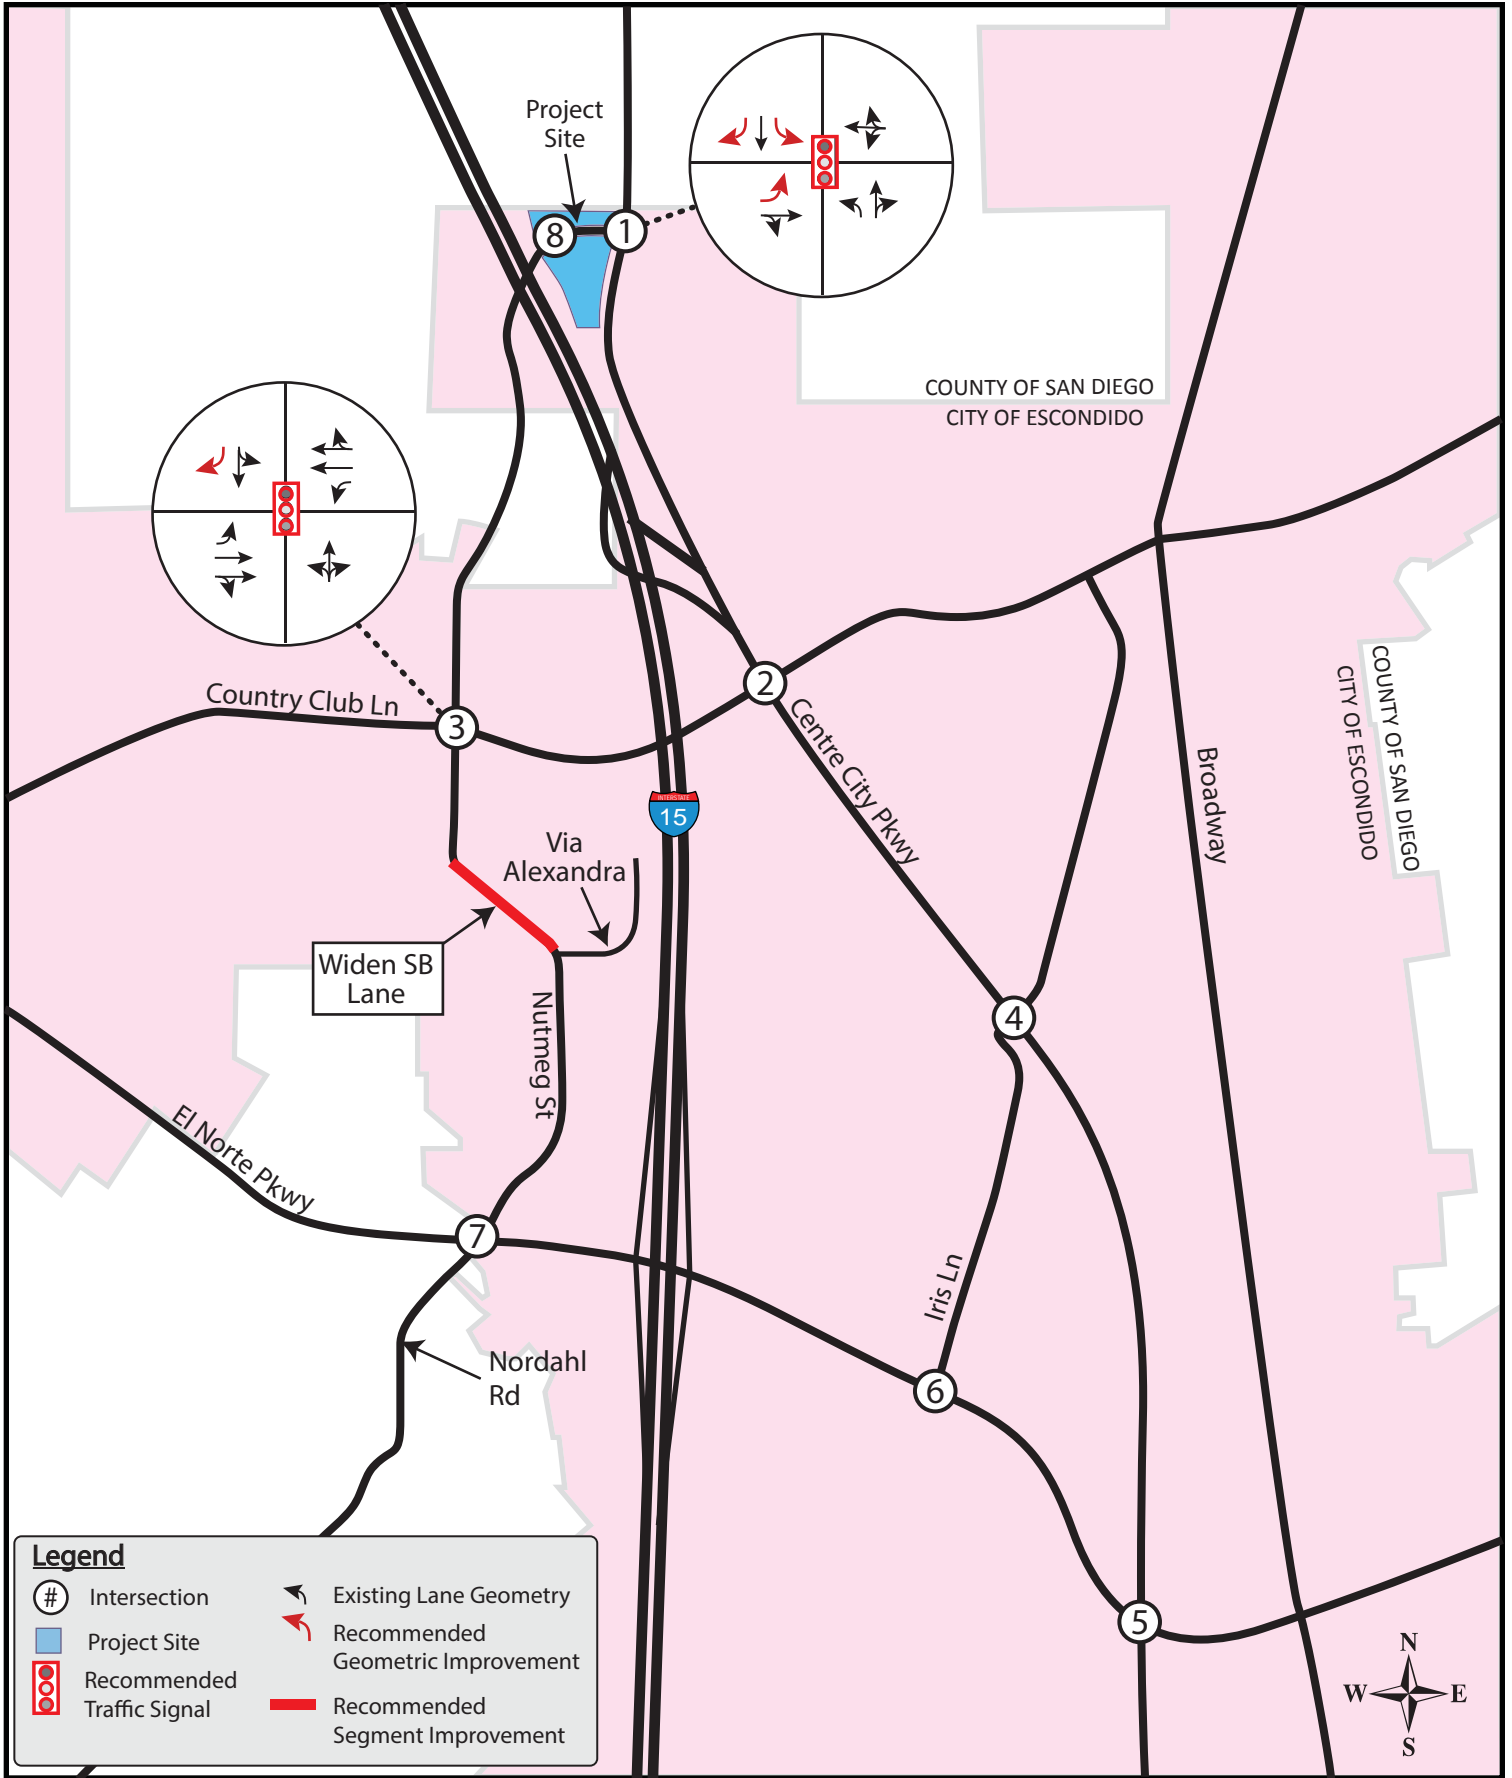 Project
Site
8
1
COUNTY OF SAN DIEGO
CITY OF ESCONDIDO
2
Country Club Ln
3
Centre City Pkwy
COUNTY OF SAN DIEGO
CITY OF ESCONDIDO
Broadway
INTERSTATE
15
Via
Alexandra
Widen SB
Lane
Nutmeg St
4
El Norte Pkwy
7
Iris Ln
Nordahl
Rd
6
5
Legend
# Intersection
Project Site
Recommended
Traffic Signal
Existing Lane Geometry
Recommended
Geometric Improvement
Recommended
Segment Improvement
N
W E
S